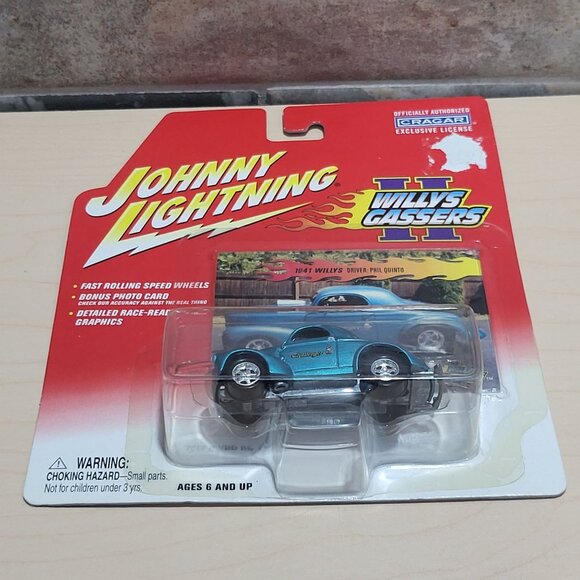 OFFICIALLY AUTHORIZED
CRAGAR
EXCLUSIVE LICENSE
JOHNNY
LIGHTNING
WILLYS
II
GASSERS
• FAST ROLLING SPEED WHEELS
• BONUS PHOTO CARD
CHECK OUR ACCURACY AGAINST THE REAL THING
• DETAILED RACE-READ
GRAPHICS
1941 WILLYS DRIVER: PHIL QUINTO
WARNING:
CHOKING HAZARD—Small parts.
Not for children under 3 yrs.
AGES 6 AND UP